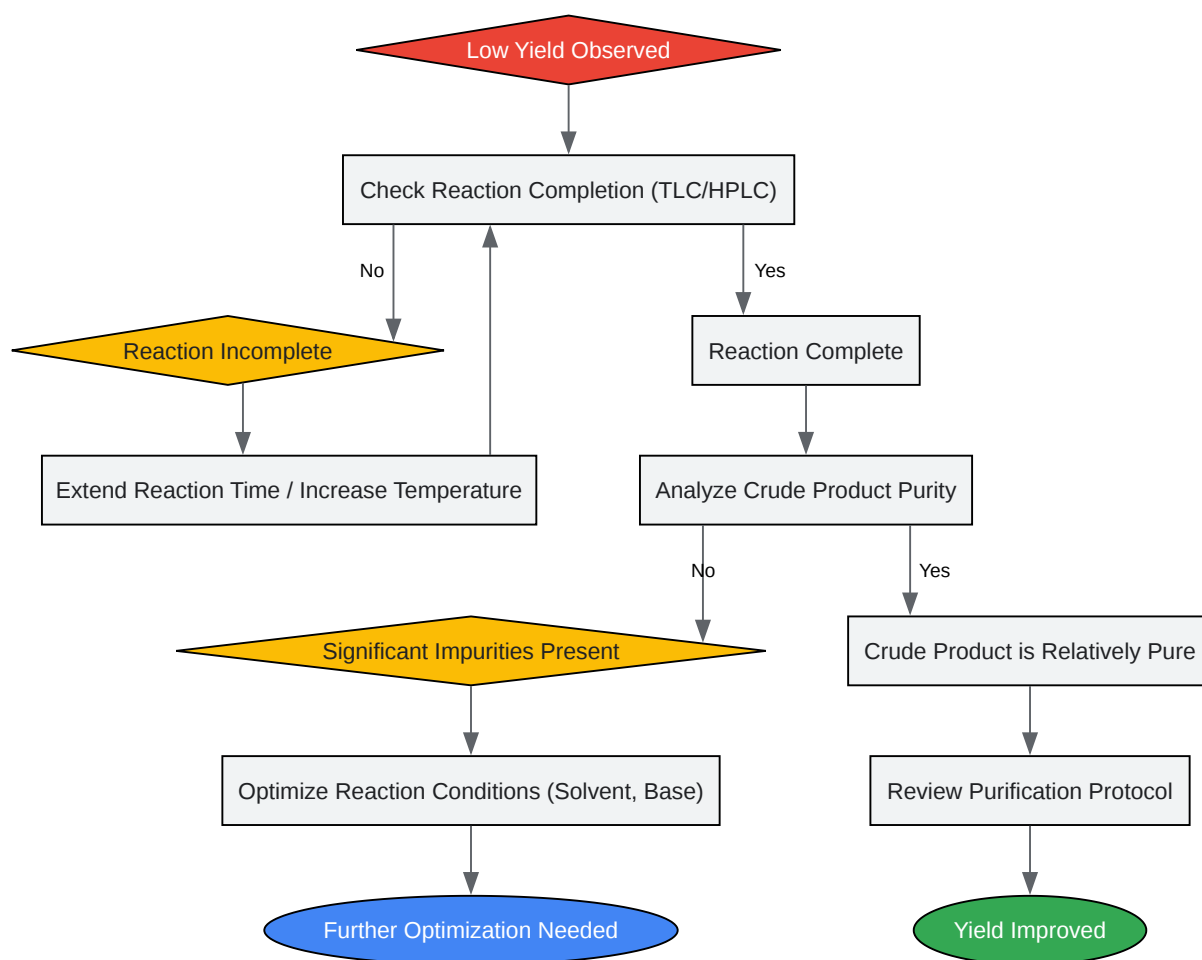 Low Yield Observed
Check Reaction Completion (TLC/HPLC)
No
Yes
Reaction Incomplete
Reaction Complete
Extend Reaction Time / Increase Temperature
Analyze Crude Product Purity
No
Yes
Significant Impurities Present
Crude Product is Relatively Pure
Optimize Reaction Conditions (Solvent, Base)
Review Purification Protocol
Further Optimization Needed
Yield Improved